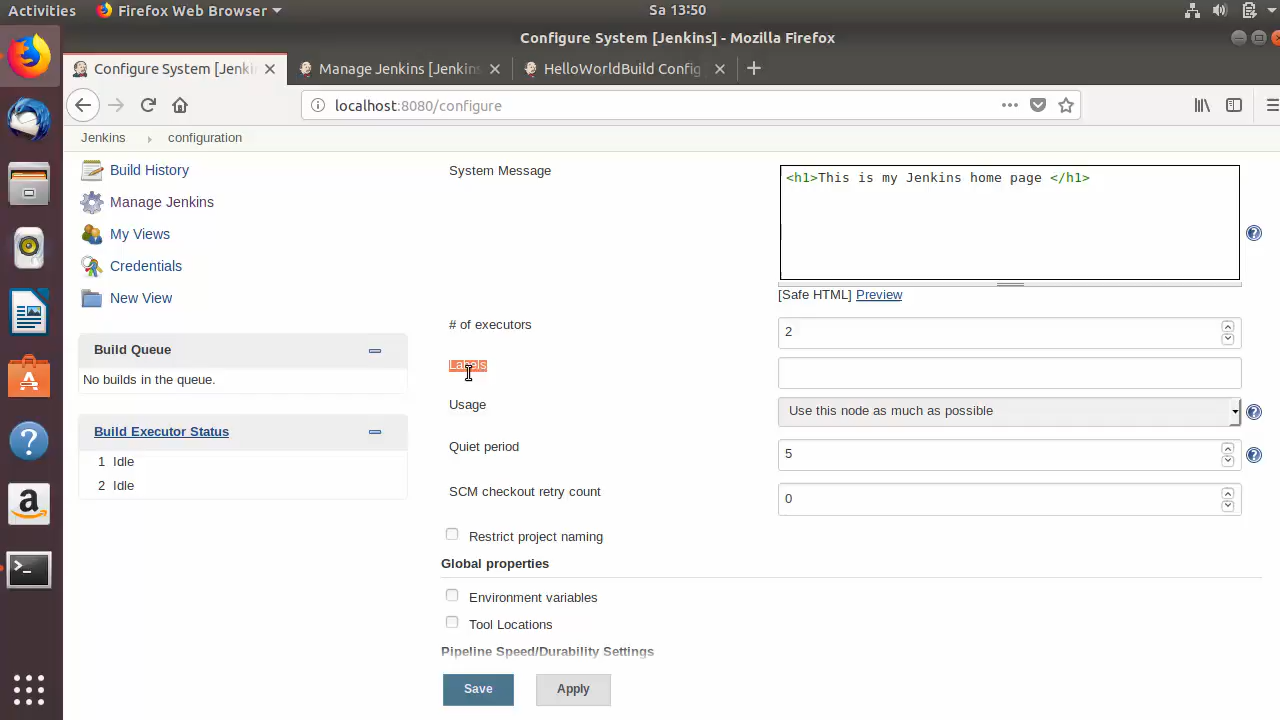 Activities
Firefox Web Browser
Sa 13:50
Configure System [Jenkins] - Mozilla Firefox
Configure System [Jenki
Manage Jenkins [Jenkins
HelloWorldBuild Config
localhost:8080/configure
Jenkins
configuration
Build History
Manage Jenkins
My Views
Credentials
New View
Build Queue
No builds in the queue.
Build Executor Status
1 Idle
2 Idle
System Message
<h1>This is my Jenkins home page </h1>
[Safe HTML] Preview
# of executors
2
Labels
Usage
Use this node as much as possible
Quiet period
5
SCM checkout retry count
0
Restrict project naming
Global properties
Environment variables
Tool Locations
Pipeline Speed/Durability Settings
Save
Apply